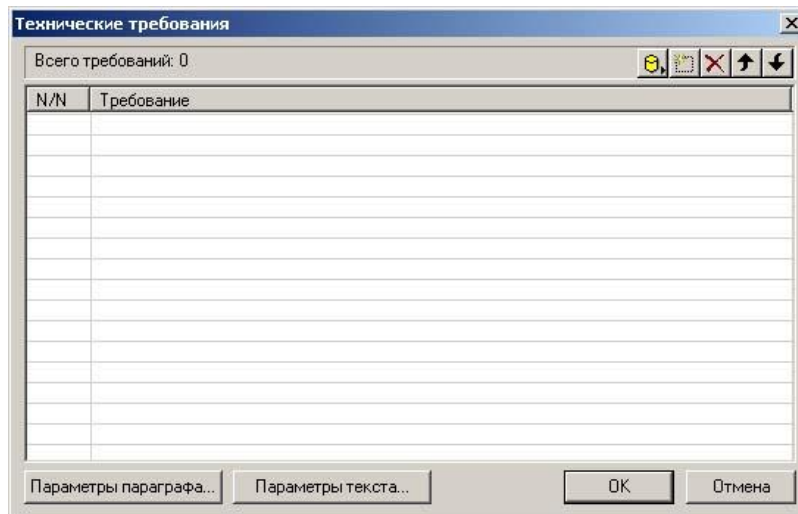 Технические требования
Всего требований: 0
N/N Требование
Параметры параграфа... Параметры текста... OK Отмена